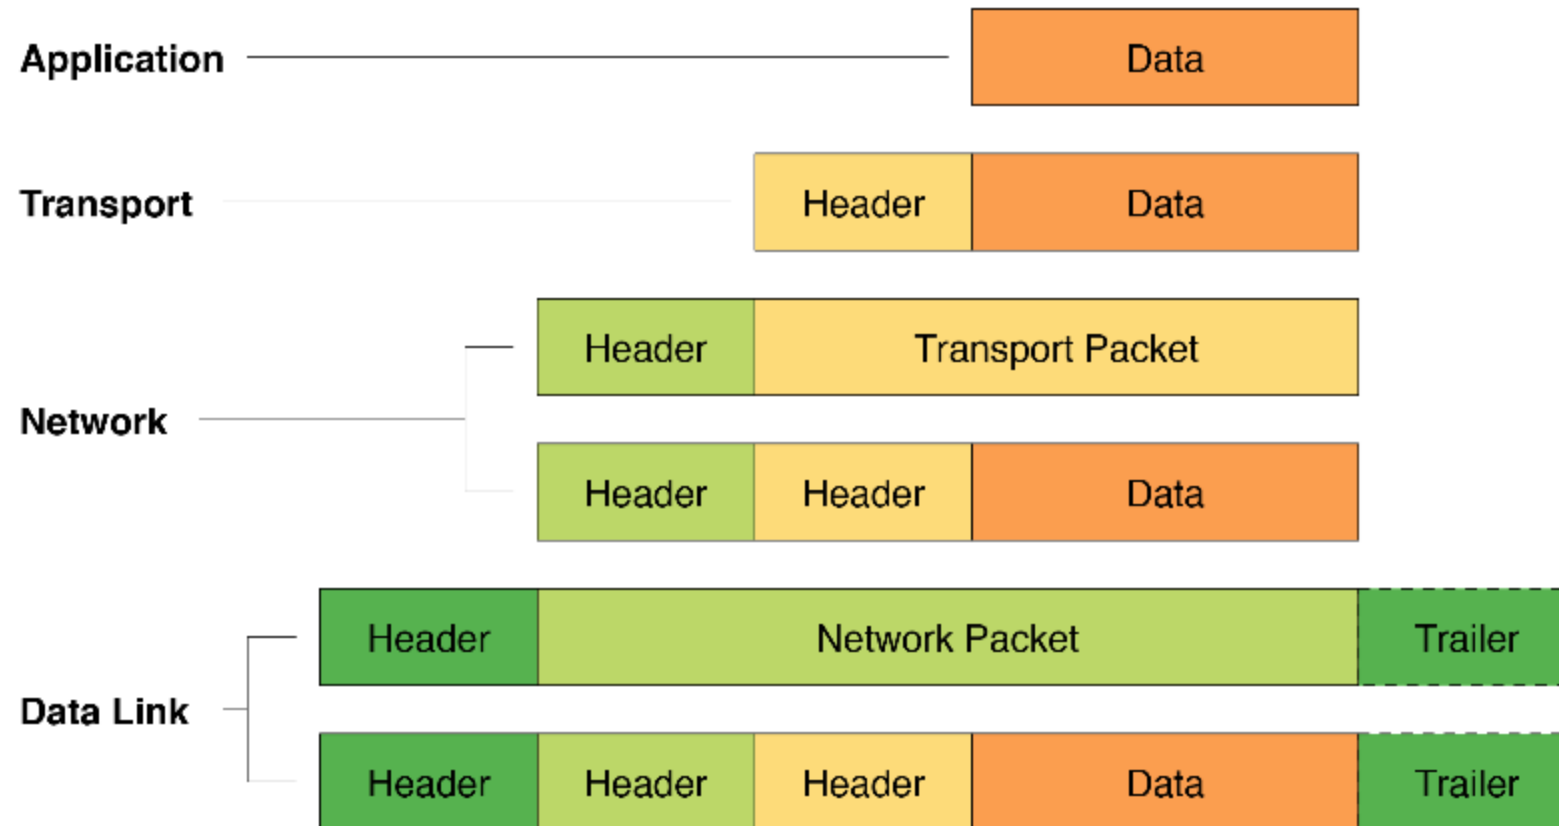 Application Data
Transport Header Data
Header Transport Packet
Network
Header Header Data
Header Network Packet Trailer
Data Link
Header Header Header Data Trailer